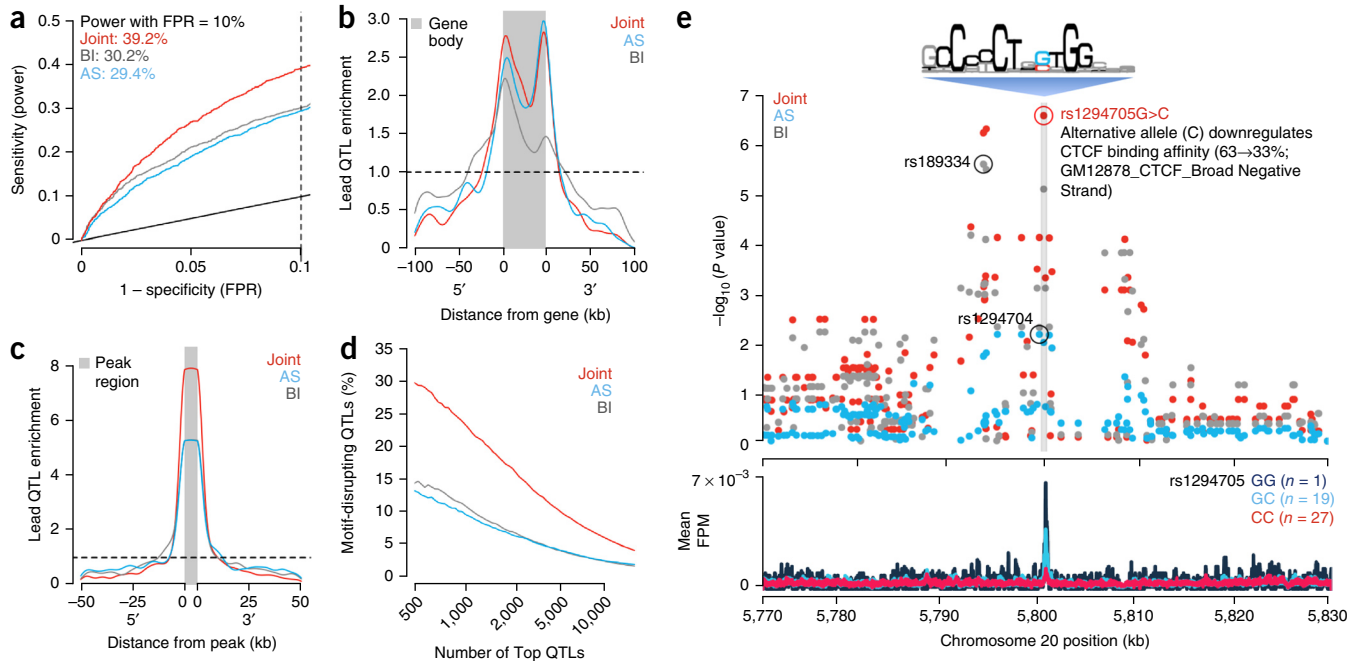 a
Power with FPR = 10%
Joint: 39.2%
BI: 30.2%
AS: 29.4%
0.5
0.4
0.3
0.2
0.1
0
Sensitivity (power)
0
0.05
0.1
1 – specificity (FPR)
b
Gene
body
Joint
AS
BI
3.0
2.5
2.0
1.5
1.0
0.5
0
Lead QTL enrichment
–100
–50
0
0
50
100
5′
3′
Distance from gene (kb)
c
Peak
region
Joint
AS
BI
8
6
4
2
0
Lead QTL enrichment
–50
–25
0
0
25
50
5′
3′
Distance from peak (kb)
d
Joint
AS
BI
35
30
25
20
15
10
5
0
Motif-disrupting QTLs (%)
500
1,000
2,000
5,000
10,000
Number of Top QTLs
e
Joint
AS
BI
7
6
5
4
3
2
1
0
–log10 (P value)
rs1294705G>C
Alternative allele (C) downregulates
CTCF binding affinity (63→33%;
GM12878_CTCF_Broad Negative
Strand)
rs189334
rs1294704
7 × 10–3
0
Mean
FPM
rs1294705 GG (n = 1)
GC (n = 19)
CC (n = 27)
5,770
5,780
5,790
5,800
5,810
5,820
5,830
Chromosome 20 position (kb)